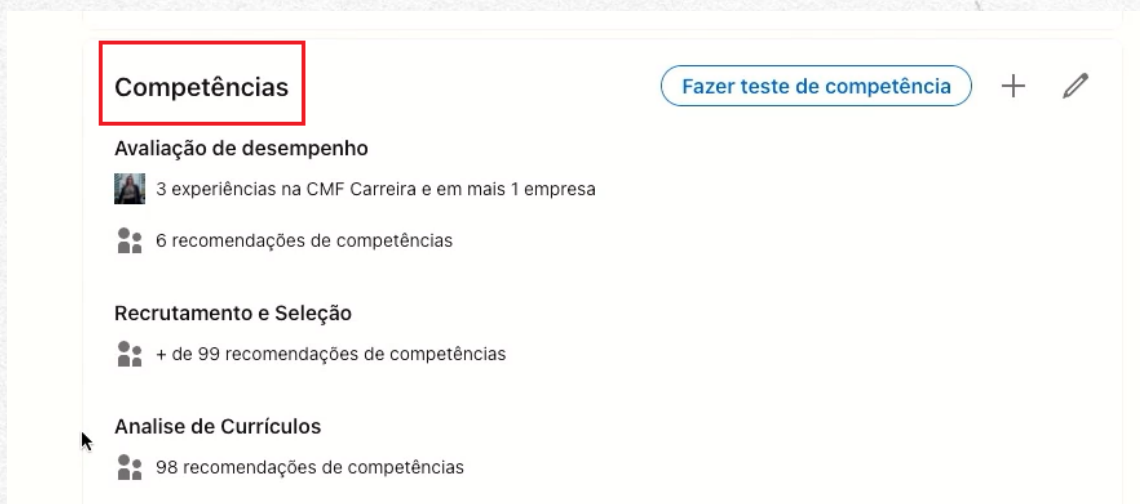 Competências
Fazer teste de competência
Avaliação de desempenho
3 experiências na CMF Carreira e em mais 1 empresa
6 recomendações de competências
Recrutamento e Seleção
+ de 99 recomendações de competências
Analise de Currículos
98 recomendações de competências